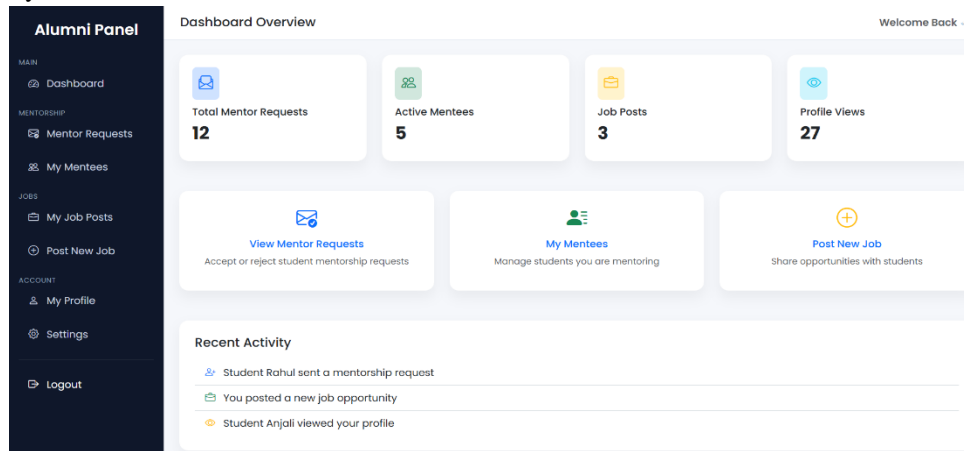 Alumni Panel
MAIN
Dashboard
MENTORSHIP
Mentor Requests
My Mentees
JOBS
My Job Posts
Post New Job
ACCOUNT
My Profile
Settings
Logout
Dashboard Overview
Welcome Back
Total Mentor Requests
12
Active Mentees
5
Job Posts
3
Profile Views
27
View Mentor Requests
Accept or reject student mentorship requests
My Mentees
Manage students you are mentoring
Post New Job
Share opportunities with students
Recent Activity
Student Rahul sent a mentorship request
You posted a new job opportunity
Student Anjali viewed your profile